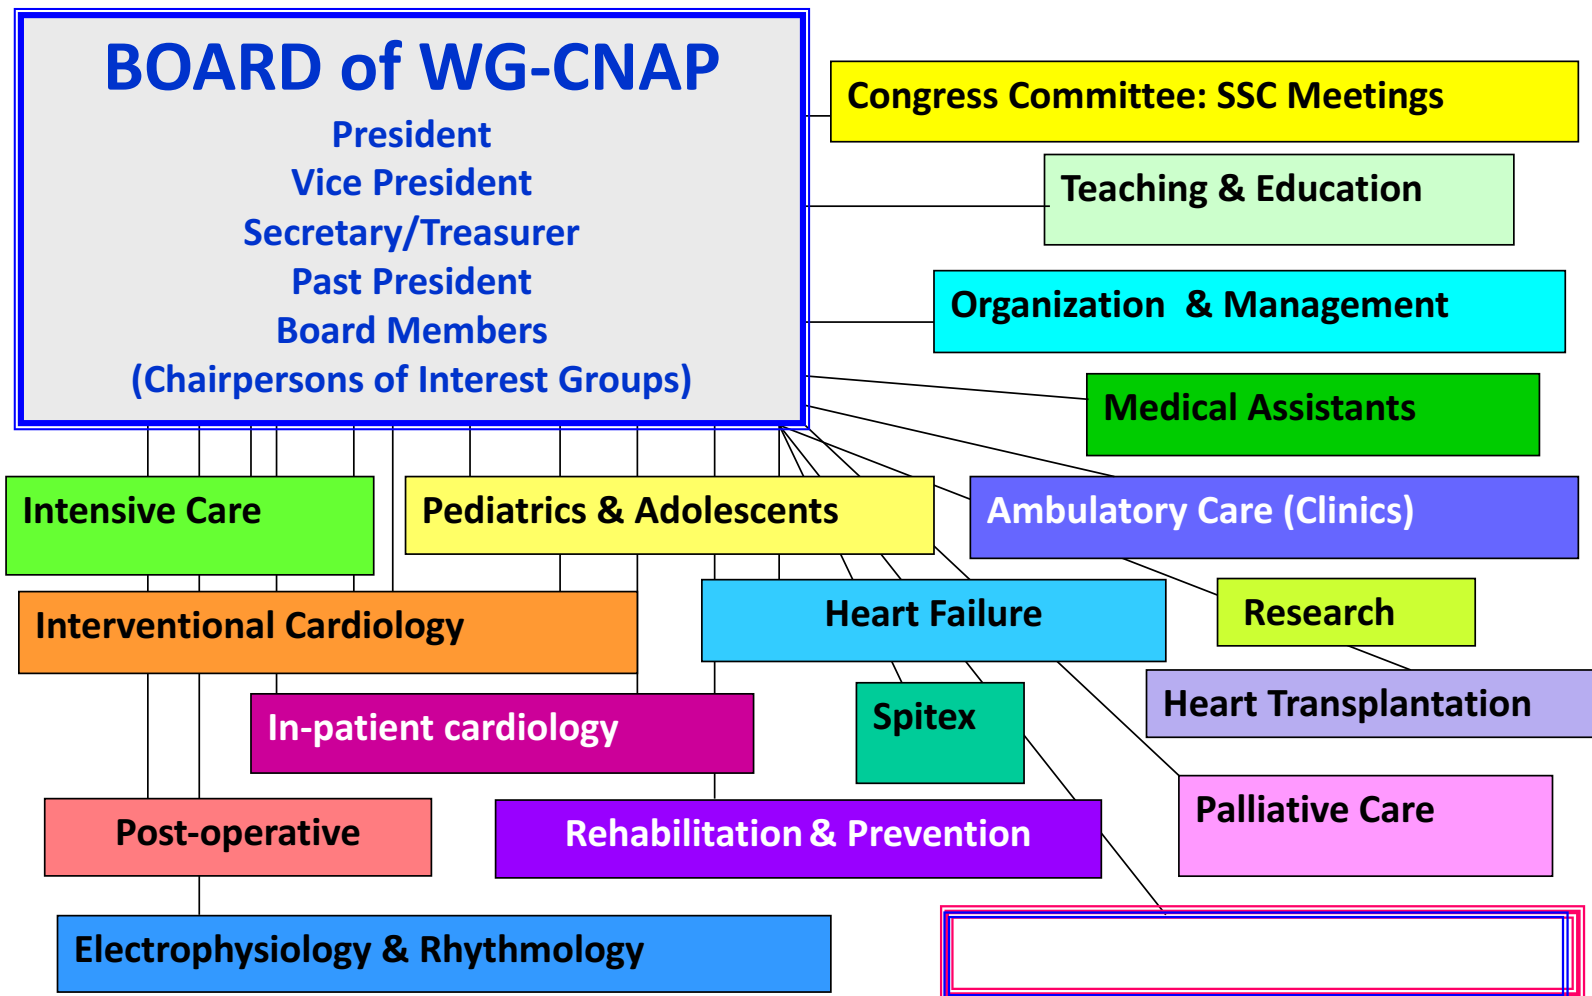 BOARD of WG-CNAP
President
Vice President
Secretary/Treasurer
Past President
Board Members
(Chairpersons of Interest Groups)
Congress Committee: SSC Meetings
Teaching & Education
Organization  & Management
Medical Assistants
Intensive Care
Pediatrics & Adolescents
Ambulatory Care (Clinics)
Interventional Cardiology
Heart Failure
Research
In-patient cardiology
Spitex
Heart Transplantation
Post-operative
Rehabilitation & Prevention
Palliative Care
Electrophysiology & Rhythmology